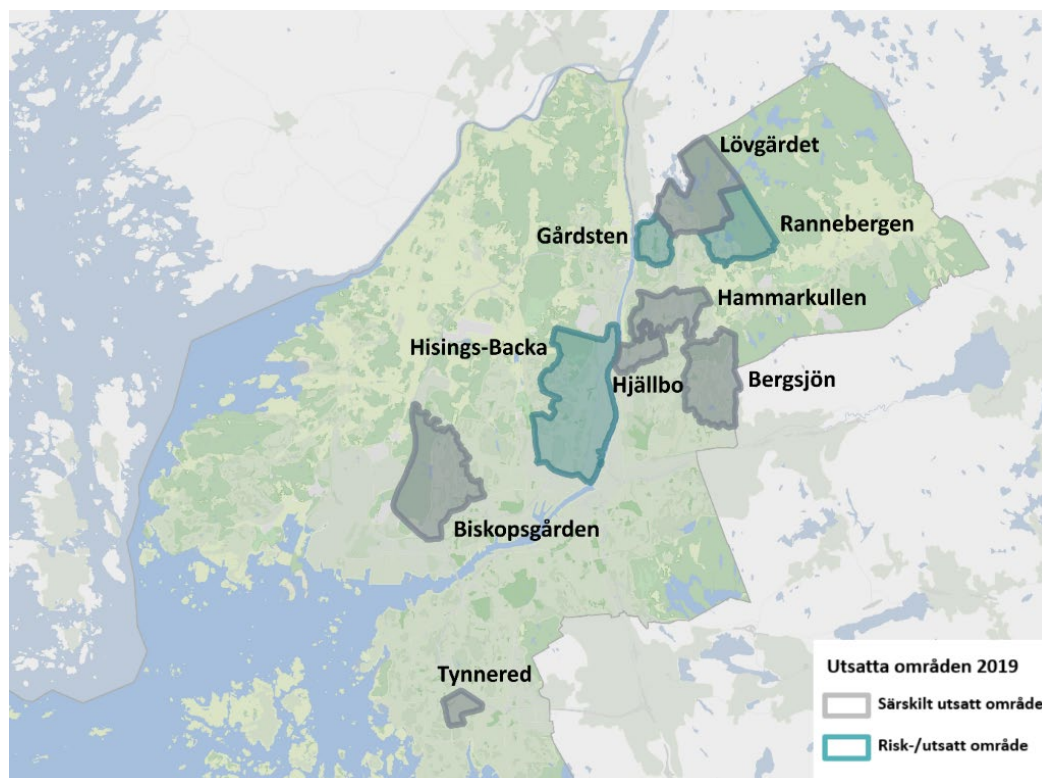 Lövgärdet
Gårdsten
Rannebergen
Hammarkullen
Hisings-Backa
Hjällbo
Bergsjön
Biskopsgården
Tynnered
Utsatta områden 2019
Särskilt utsatt område
Risk-/utsatt område